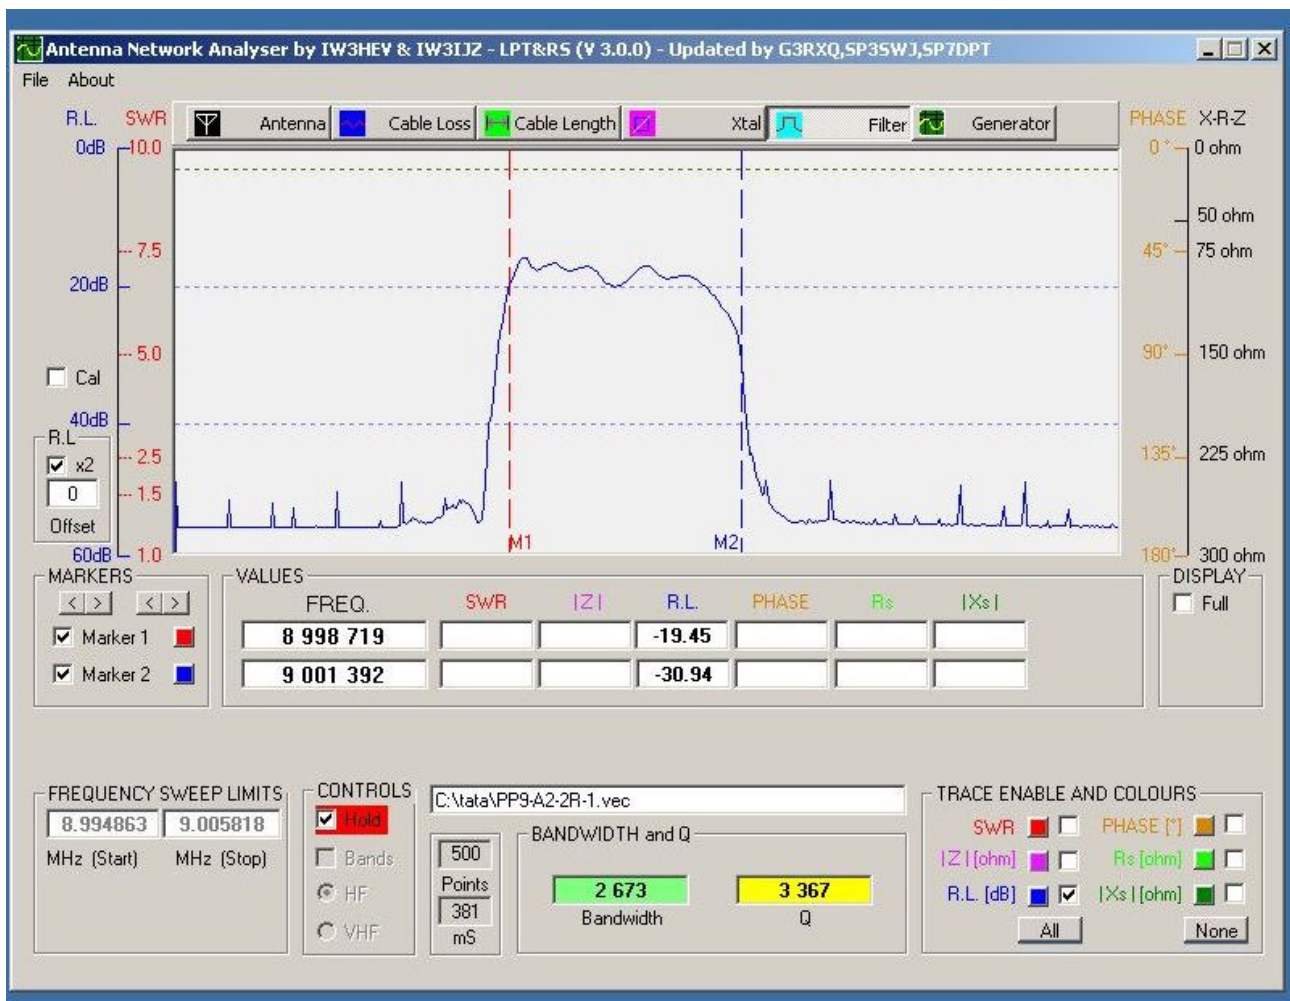 Antenna Network Analyser by IW3HEV & IW3IJZ - LPT&RS (V 3.0.0) - Updated by G3RXQ,SP3SWJ,SP7DPT
File About
R.L. SWR Antenna Cable Loss Cable Length Xtal Filter Generator PHASE X-R-Z
0dB 10.0 0° 0 ohm
50 ohm
7.5 45° 75 ohm
20dB
5.0 90° 150 ohm
Cal
40dB
R.L
x2 2.5 135° 225 ohm
0 1.5
Offset
M1 M2
60dB 1.0 180° 300 ohm
MARKERS VALUES DISPLAY
< > < > FREQ. SWR |Z| R.L. PHASE Rs |Xs| Full
Marker 1 8 998 719 -19.45
Marker 2 9 001 392 -30.94
FREQUENCY SWEEP LIMITS CONTROLS C:\tata\PP9-A2-2R-1.vec TRACE ENABLE AND COLOURS
8.994863 9.005818 Hold BANDWIDTH and Q SWR PHASE [°]
MHz (Start) MHz (Stop) Bands 500 |Z| [ohm] Rs [ohm]
HF Points 2 673 3 367 R.L. [dB] |Xs| [ohm]
381 Bandwidth Q
VHF mS All None